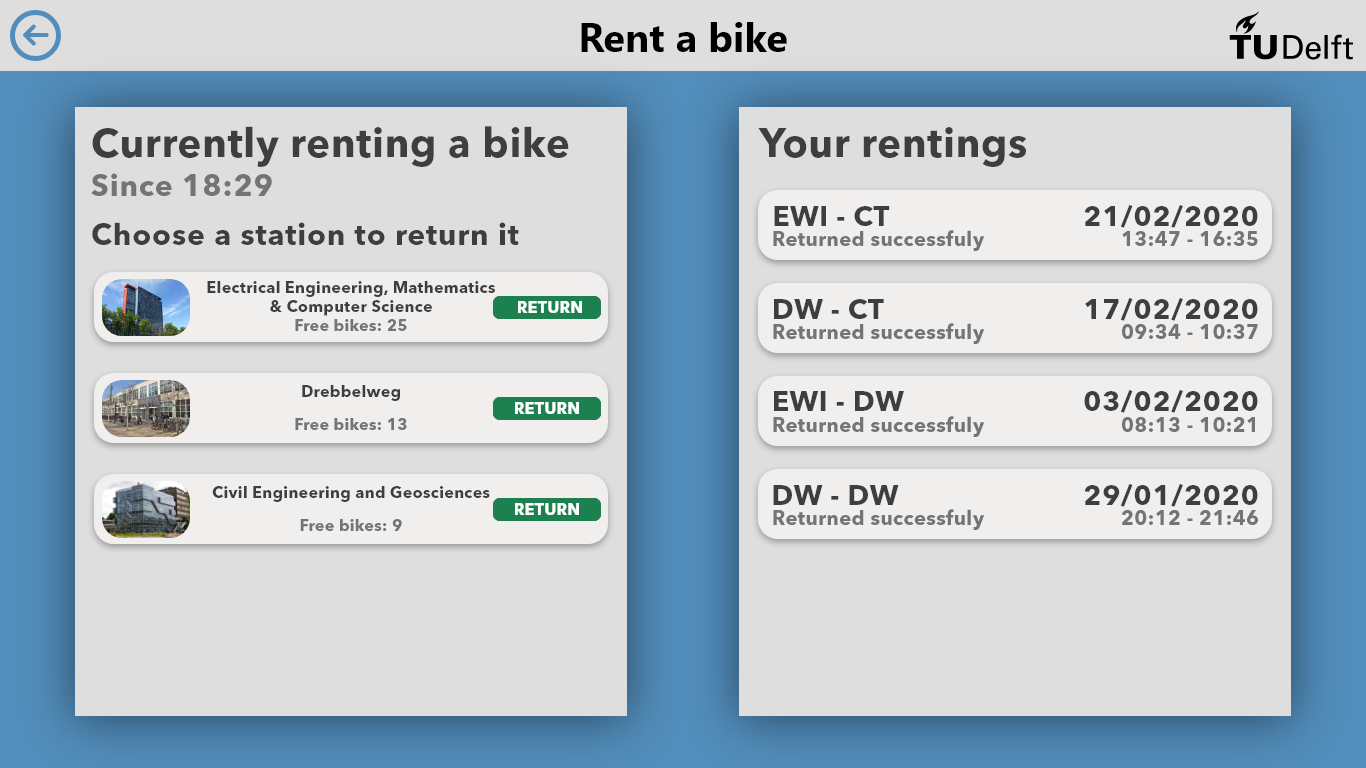 Rent a bike
TU Delft
Currently renting a bike
Since 18:29
Choose a station to return it
Electrical Engineering, Mathematics
& Computer Science
Free bikes: 25
RETURN
Drebbelweg
Free bikes: 13
RETURN
Civil Engineering and Geosciences
Free bikes: 9
RETURN
Your rentings
EWI - CT 21/02/2020
Returned successfuly 13:47 - 16:35
DW - CT 17/02/2020
Returned successfuly 09:34 - 10:37
EWI - DW 03/02/2020
Returned successfuly 08:13 - 10:21
DW - DW 29/01/2020
Returned successfuly 20:12 - 21:46